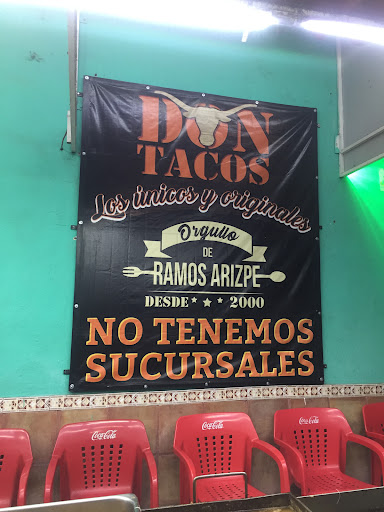 DON
TACOS
Los únicos y originales
Orgullo
DE
RAMOS ARIZPE
DESDE * * * 2000
NO TENEMOS
SUCURSALES
Coca-Cola
Coca-Cola
Coca-Cola